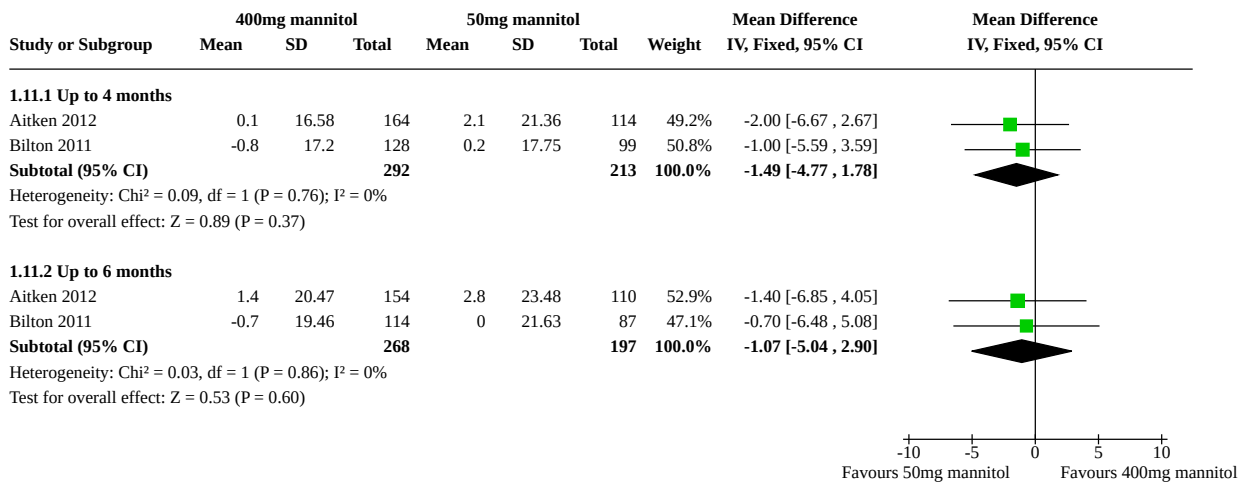 400mg mannitol 50mg mannitol Mean Difference Mean Difference
Study or Subgroup Mean SD Total Mean SD Total Weight IV, Fixed, 95% CI IV, Fixed, 95% CI
1.11.1 Up to 4 months
Aitken 2012 0.1 16.58 164 2.1 21.36 114 49.2% -2.00 [-6.67 , 2.67]
Bilton 2011 -0.8 17.2 128 0.2 17.75 99 50.8% -1.00 [-5.59 , 3.59]
Subtotal (95% CI) 292 213 100.0% -1.49 [-4.77 , 1.78]
Heterogeneity: Chi² = 0.09, df = 1 (P = 0.76); I² = 0%
Test for overall effect: Z = 0.89 (P = 0.37)
1.11.2 Up to 6 months
Aitken 2012 1.4 20.47 154 2.8 23.48 110 52.9% -1.40 [-6.85 , 4.05]
Bilton 2011 -0.7 19.46 114 0 21.63 87 47.1% -0.70 [-6.48 , 5.08]
Subtotal (95% CI) 268 197 100.0% -1.07 [-5.04 , 2.90]
Heterogeneity: Chi² = 0.03, df = 1 (P = 0.86); I² = 0%
Test for overall effect: Z = 0.53 (P = 0.60)
-10 -5 0 5 10
Favours 50mg mannitol Favours 400mg mannitol